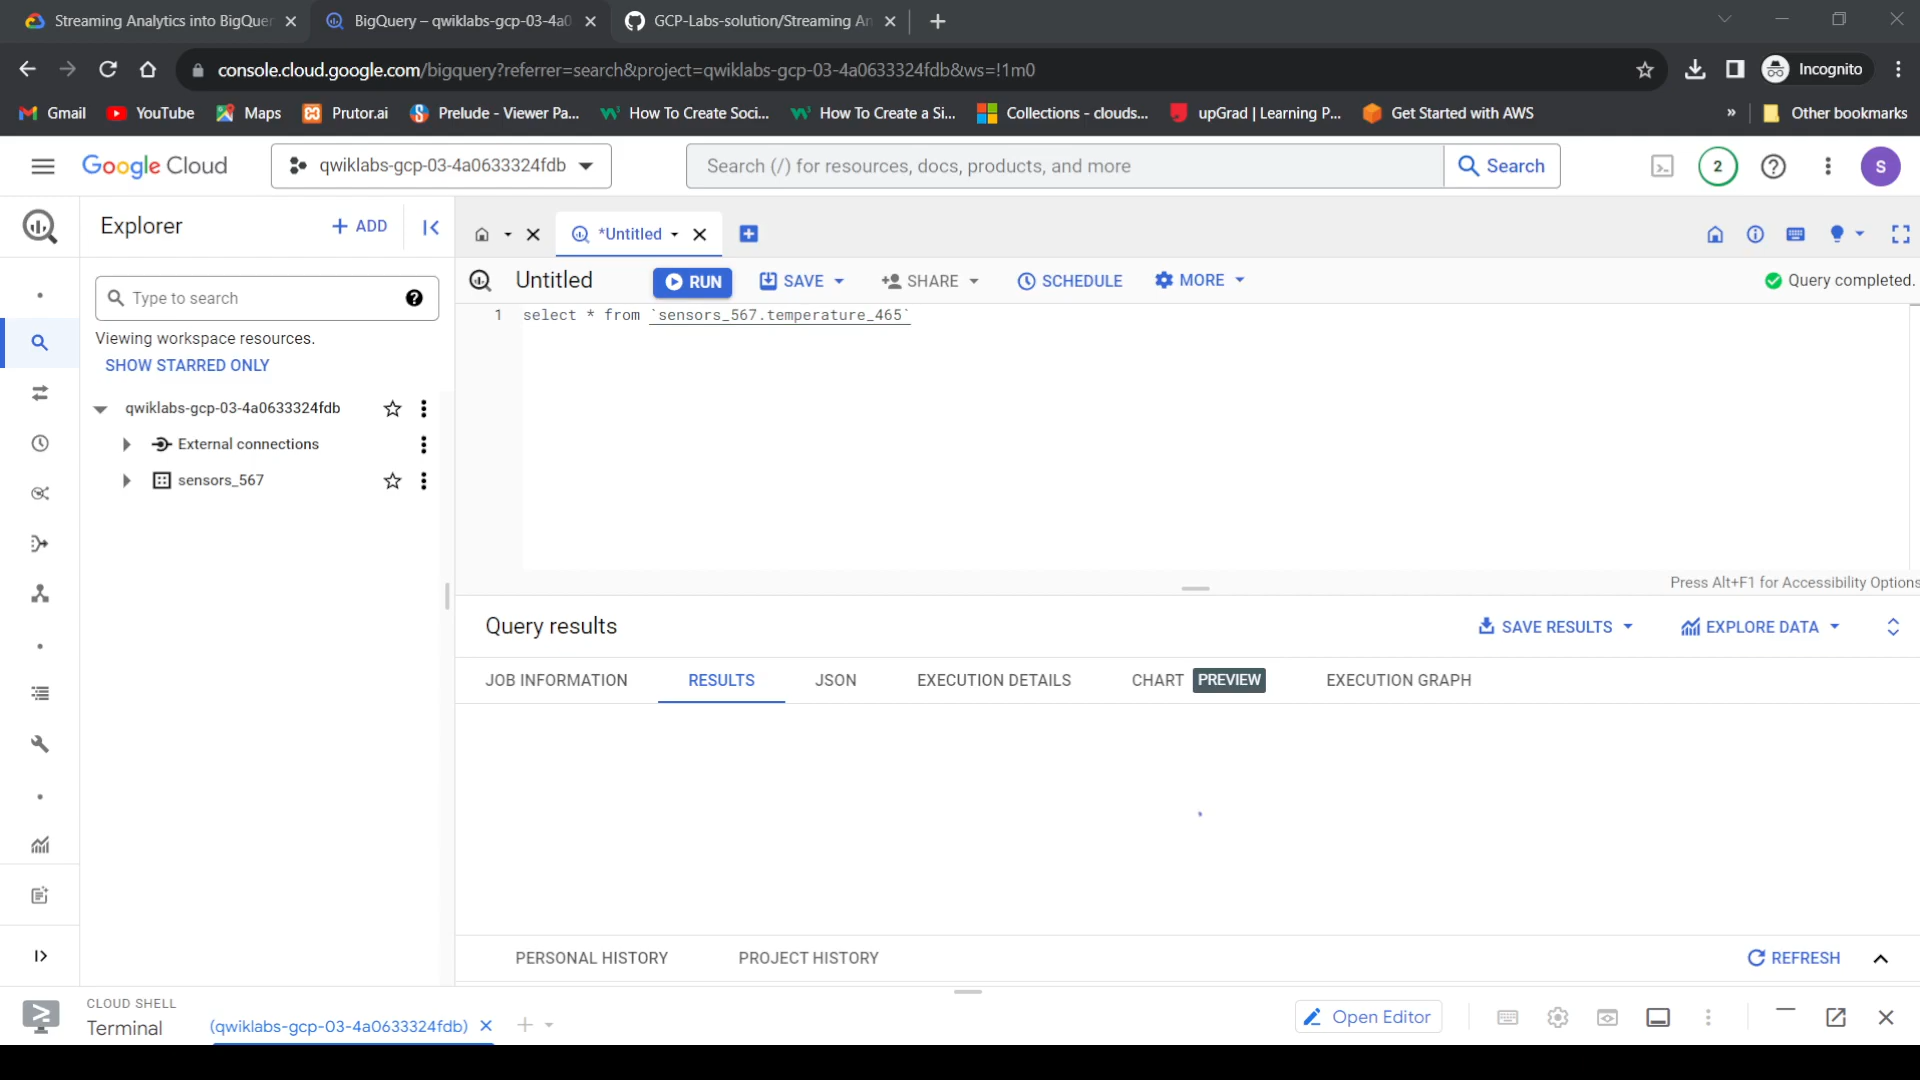 Streaming Analytics into BigQuer
BigQuery – qwiklabs-gcp-03-4a0
GCP-Labs-solution/Streaming An
console.cloud.google.com/bigquery?referrer=search&project=qwiklabs-gcp-03-4a0633324fdb&ws=!1m0
Incognito
Gmail
YouTube
Maps
Prutor.ai
Prelude - Viewer Pa...
How To Create Soci...
How To Create a Si...
Collections - clouds...
upGrad | Learning P...
Get Started with AWS
»
Other bookmarks
Google Cloud
qwiklabs-gcp-03-4a0633324fdb
Search (/) for resources, docs, products, and more
Search
2
S
Explorer
+ ADD
*Untitled
Untitled
RUN
SAVE
SHARE
SCHEDULE
MORE
Query completed.
Type to search
1 select * from `sensors_567.temperature_465`
Viewing workspace resources.
SHOW STARRED ONLY
qwiklabs-gcp-03-4a0633324fdb
External connections
sensors_567
Press Alt+F1 for Accessibility Options
Query results
SAVE RESULTS
EXPLORE DATA
JOB INFORMATION
RESULTS
JSON
EXECUTION DETAILS
CHART PREVIEW
EXECUTION GRAPH
PERSONAL HISTORY
PROJECT HISTORY
REFRESH
CLOUD SHELL
Terminal
(qwiklabs-gcp-03-4a0633324fdb)
Open Editor